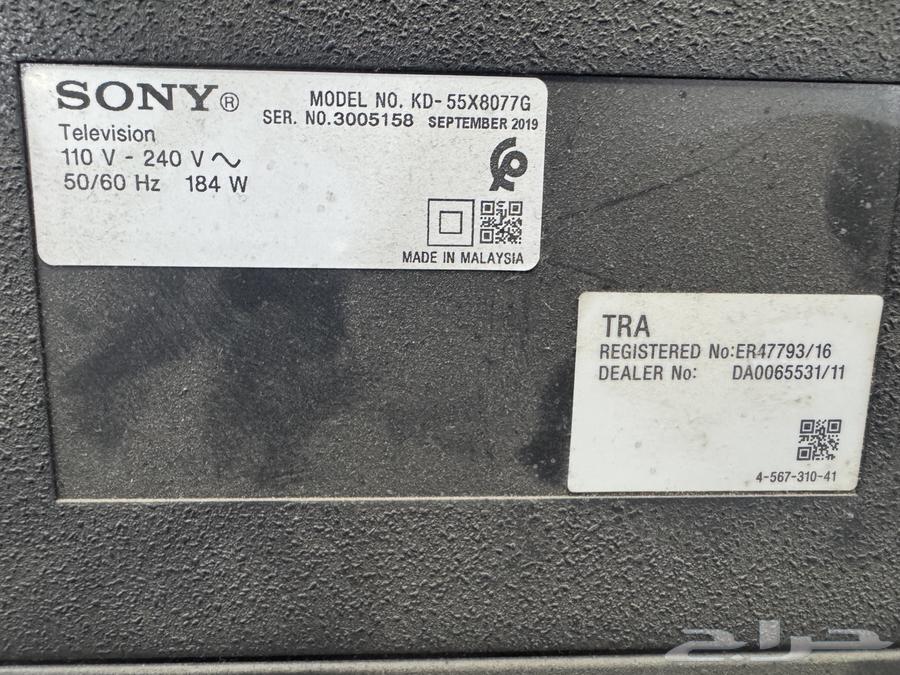 SONY®
MODEL NO. KD-55X8077G
SER. NO.3005158 SEPTEMBER 2019
Television
110 V - 240 V ~
50/60 Hz 184 W
MADE IN MALAYSIA
TRA
REGISTERED No:ER47793/16
DEALER No: DA0065531/11
4-567-310-41
حراج